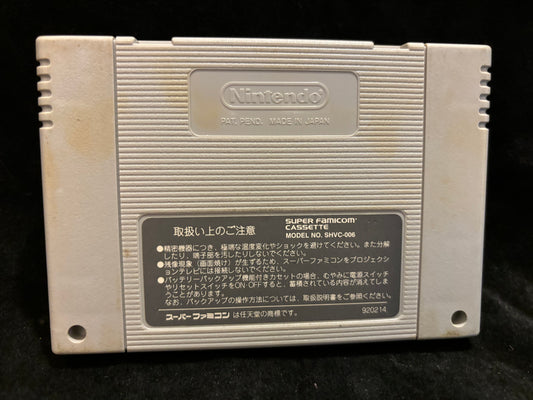 Nintendo
PAT. PEND. MADE IN JAPAN
取扱い上のご注意
SUPER FAMICOM
CASSETTE
MODEL NO. SHVC-006
●精密機器につき、極端な温度変化やショックを避けてください。また分解
したり、端子部を汚したりしないでください。
●残像現象(画面焼け)が生ずるため、スーパーファミコンをプロジェクシ
ョンテレビには接続しないでください。
●バッテリーバックアップ機能付きカセットの場合、むやみに電源スイッチ
やリセットスイッチをON・OFFすると、蓄積されている内容が消えてしま
うことがあります。
なお、バックアップの操作方法については、取扱説明書をご参照ください。
スーパーファミコン は任天堂の商標です。
920214